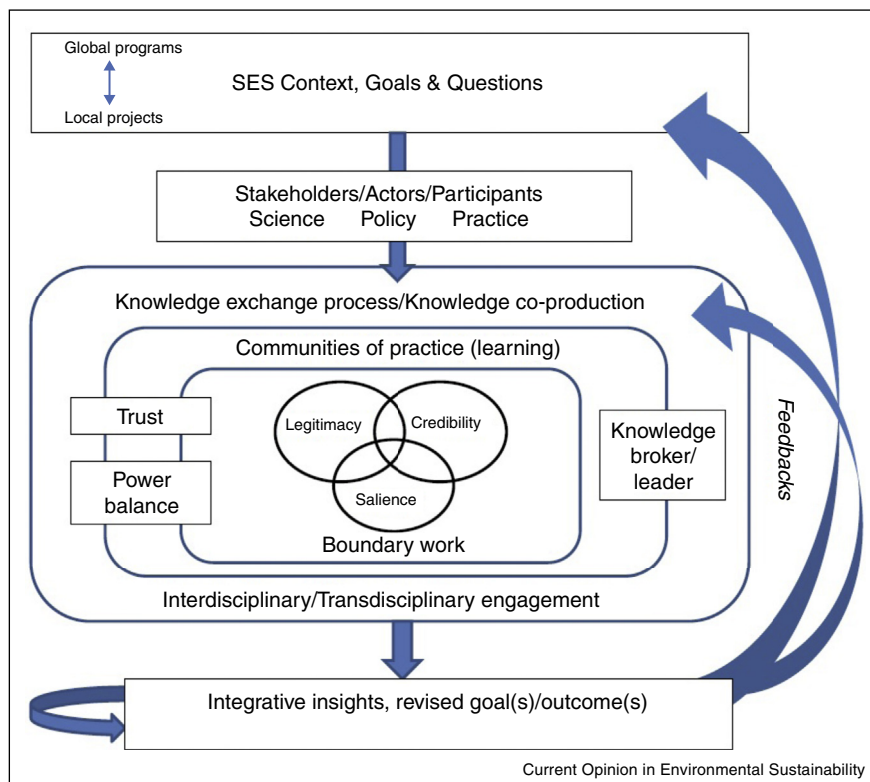 Global programs
SES Context, Goals & Questions
Local projects
Stakeholders/Actors/Participants
Science Policy Practice
Knowledge exchange process/Knowledge co-production
Communities of practice (learning)
Trust
Power
balance
Legitimacy
Credibility
Salience
Boundary work
Knowledge
broker/
leader
Feedbacks
Interdisciplinary/Transdisciplinary engagement
Integrative insights, revised goal(s)/outcome(s)
Current Opinion in Environmental Sustainability